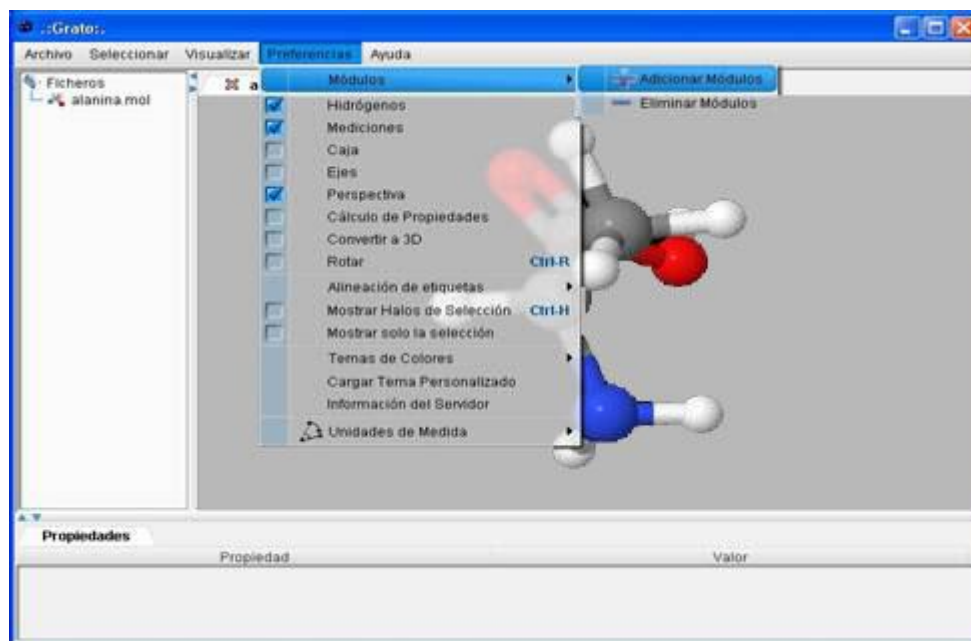 .:Grato:.
Archivo Seleccionar Visualizar Preferencias Ayuda
Ficheros
alanina.mol
a
Módulos
Adicionar Módulos
Eliminar Módulos
Hidrógenos
Mediciones
Caja
Ejes
Perspectiva
Cálculo de Propiedades
Convertir a 3D
Rotar Ctrl-R
Alineación de etiquetas
Mostrar Halos de Selección Ctrl-H
Mostrar solo la selección
Temas de Colores
Cargar Tema Personalizado
Información del Servidor
Unidades de Medida
Propiedades
Propiedad Valor